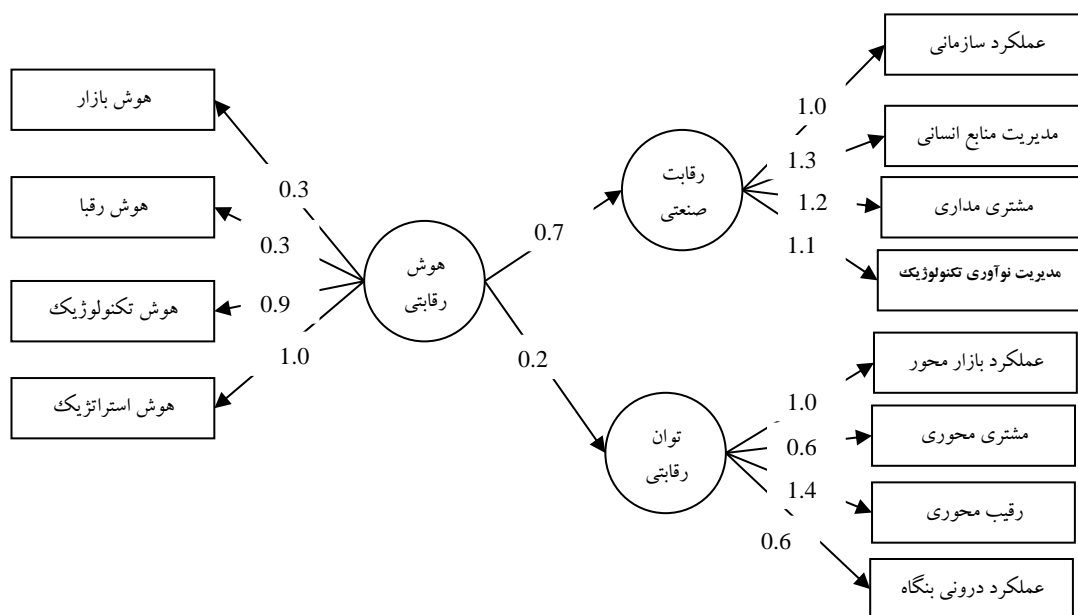 هوش بازار
هوش رقبا
هوش تکنولوژیک
هوش استراتژیک
0.3
0.3
0.9
1.0
هوش
رقابتی
0.7
0.2
رقابت
صنعتی
توان
رقابتی
1.0
1.3
1.2
1.1
1.0
0.6
1.4
0.6
عملکرد سازمانی
مدیریت منابع انسانی
مشتری مداری
مدیریت نوآوری تکنولوژیک
عملکرد بازار محور
مشتری محوری
رقیب محوری
عملکرد درونی بنگاه